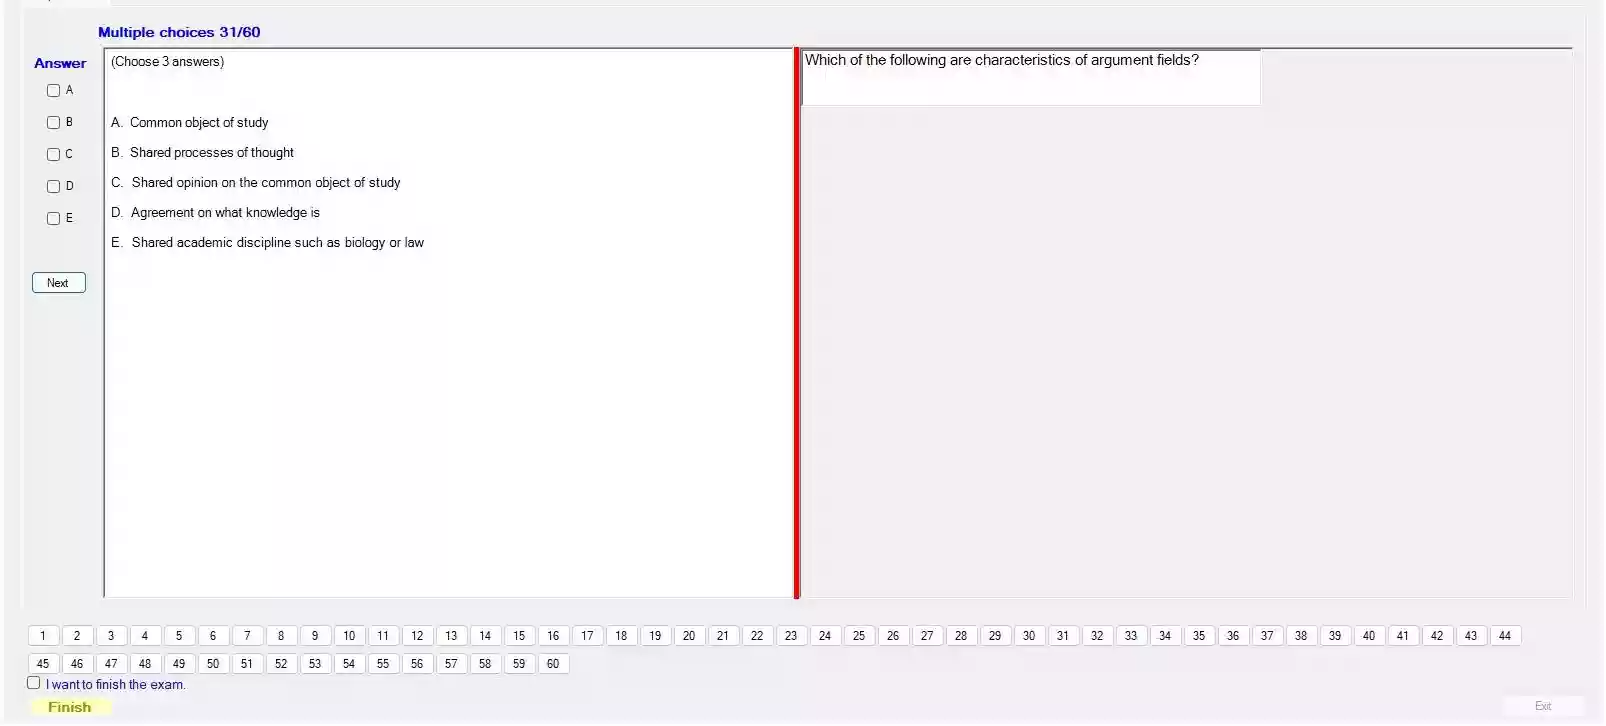 Multiple choices 31/60
Answer
A
B
C
D
E
Next
(Choose 3 answers)
A. Common object of study
B. Shared processes of thought
C. Shared opinion on the common object of study
D. Agreement on what knowledge is
E. Shared academic discipline such as biology or law
Which of the following are characteristics of argument fields?
1 2 3 4 5 6 7 8 9 10 11 12 13 14 15 16 17 18 19 20 21 22 23 24 25 26 27 28 29 30 31 32 33 34 35 36 37 38 39 40 41 42 43 44
45 46 47 48 49 50 51 52 53 54 55 56 57 58 59 60
I want to finish the exam.
Finish
Exit